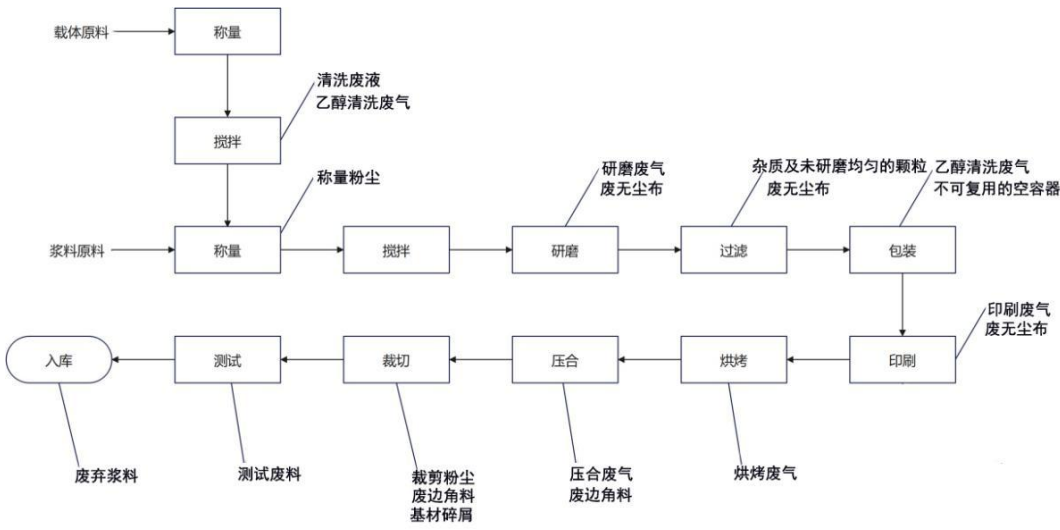 载体原料
称量
清洗废液
乙醇清洗废气
搅拌
称量粉尘
研磨废气
废无尘布
杂质及未研磨均匀的颗粒
废无尘布
乙醇清洗废气
不可复用的空容器
浆料原料
称量
搅拌
研磨
过滤
包装
印刷废气
废无尘布
入库
测试
裁切
压合
烘烤
印刷
废弃浆料
测试废料
裁剪粉尘
废边角料
基材碎屑
压合废气
废边角料
烘烤废气